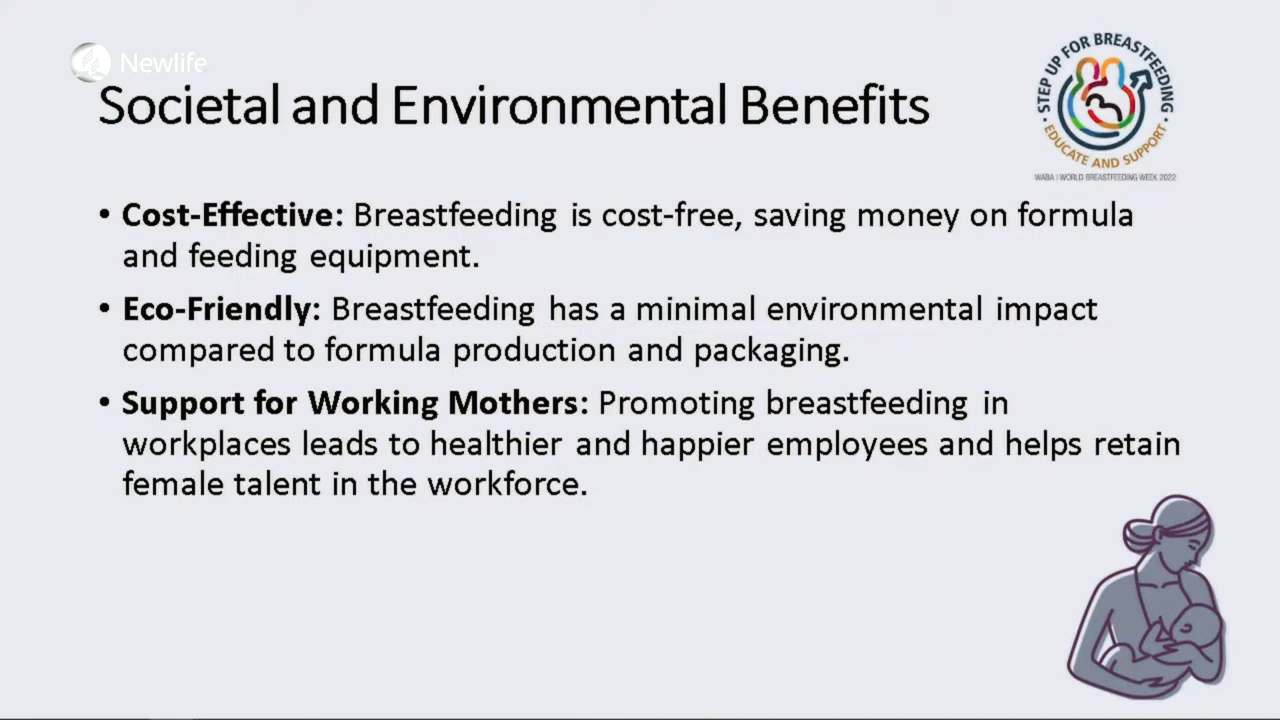 Newlife
Societal and Environmental Benefits
STEP UP FOR BREASTFEEDING
EDUCATE AND SUPPORT
WABA | WORLD BREASTFEEDING WEEK 2022
• Cost-Effective: Breastfeeding is cost-free, saving money on formula
and feeding equipment.
• Eco-Friendly: Breastfeeding has a minimal environmental impact
compared to formula production and packaging.
• Support for Working Mothers: Promoting breastfeeding in
workplaces leads to healthier and happier employees and helps retain
female talent in the workforce.